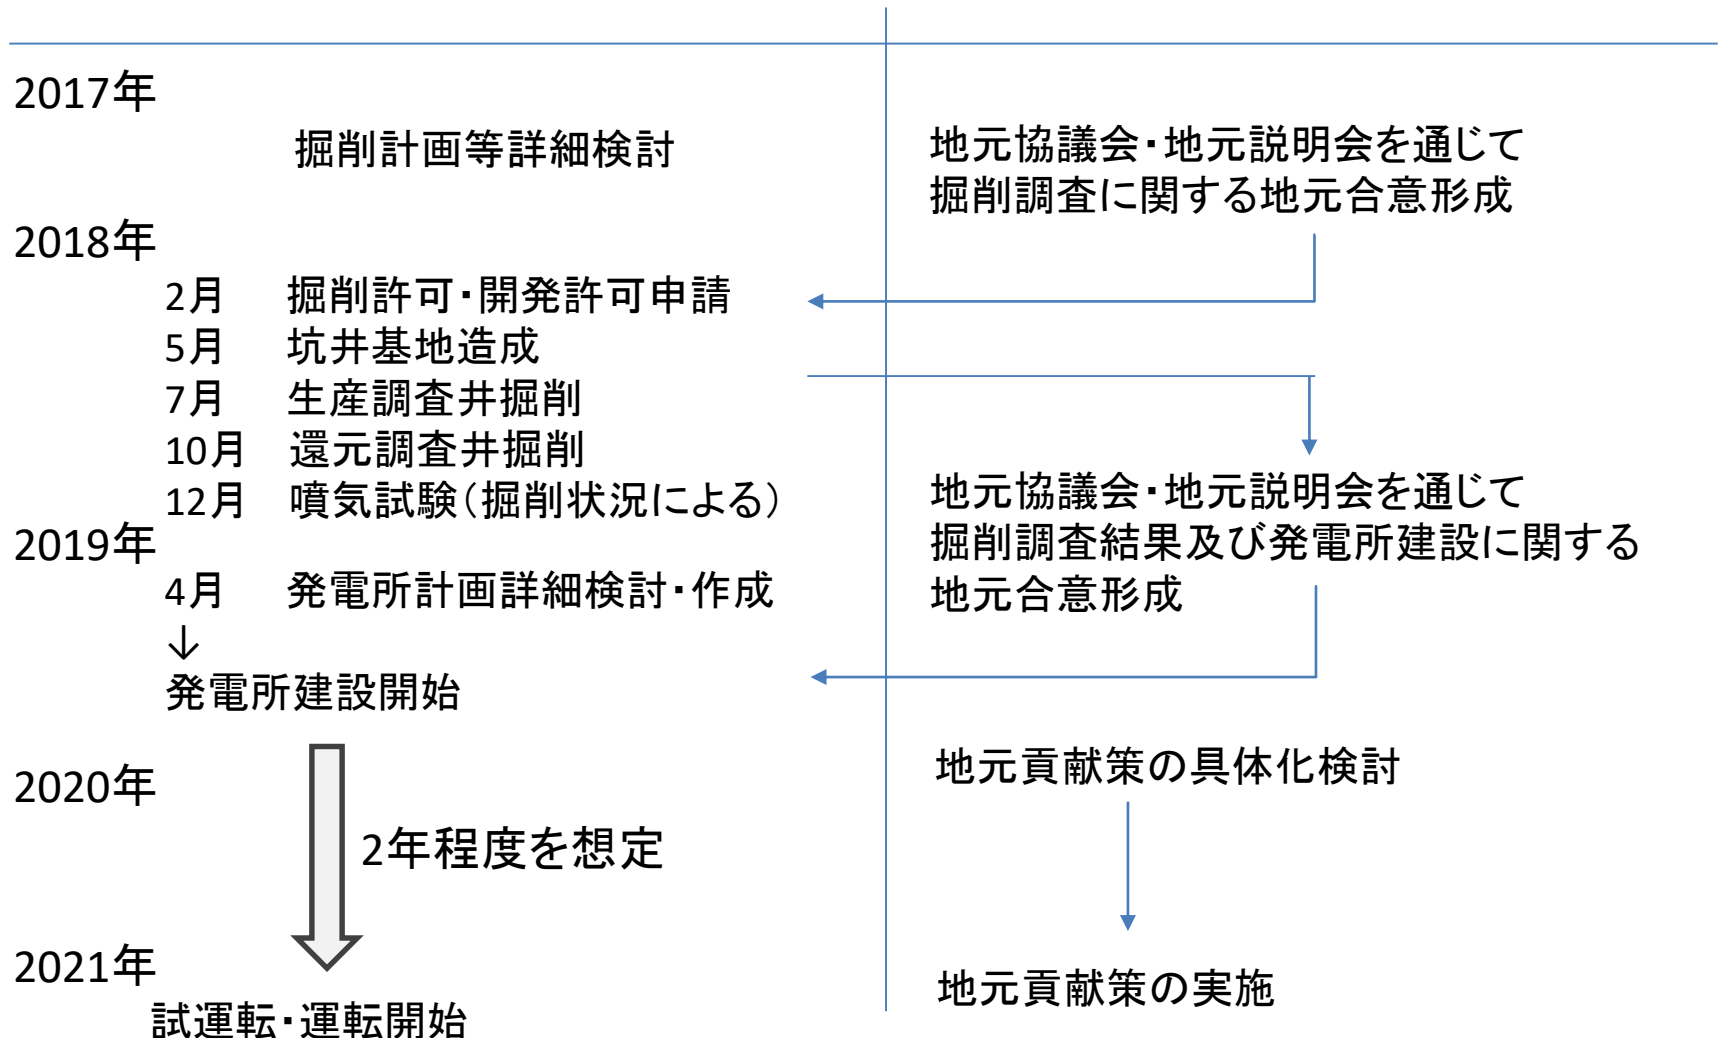 2017年
掘削計画等詳細検討
地元協議会・地元説明会を通じて
掘削調査に関する地元合意形成
2018年
2月 掘削許可・開発許可申請
5月 坑井基地造成
7月 生産調査井掘削
10月 還元調査井掘削
12月 噴気試験(掘削状況による)
地元協議会・地元説明会を通じて
掘削調査結果及び発電所建設に関する
地元合意形成
2019年
4月 発電所計画詳細検討・作成
↓
発電所建設開始
2020年
2年程度を想定
地元貢献策の具体化検討
2021年
試運転・運転開始
地元貢献策の実施